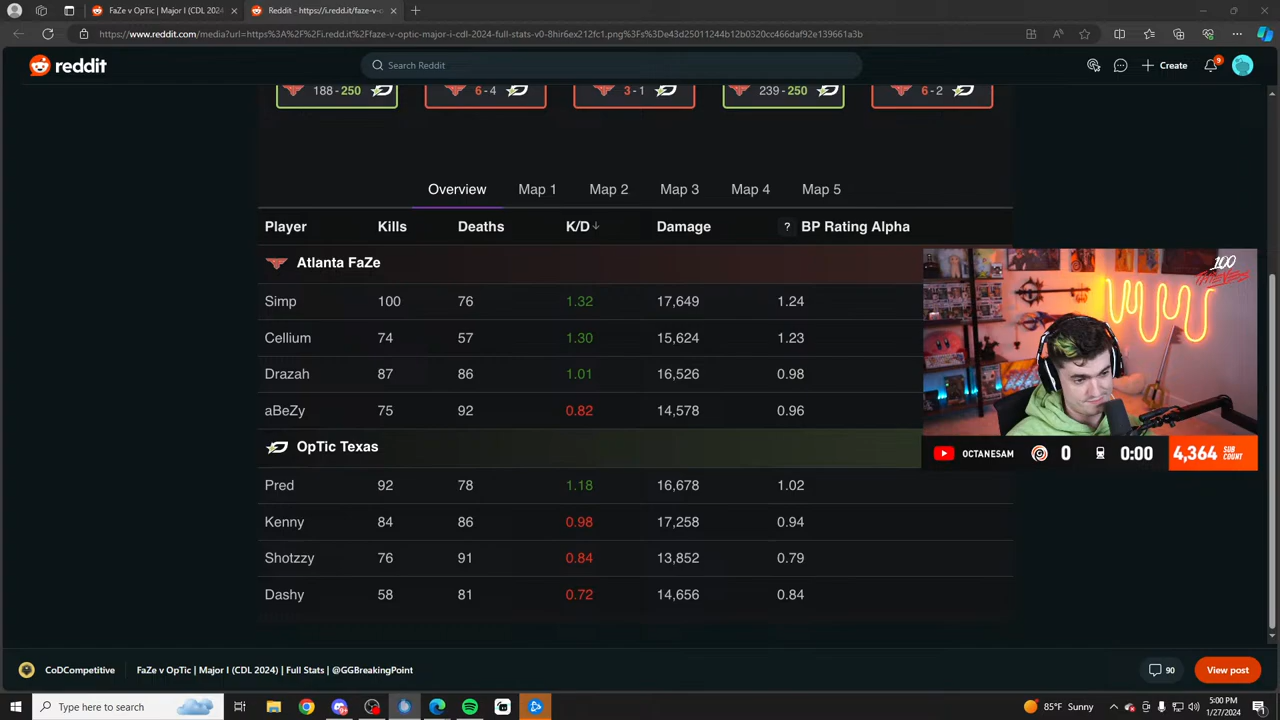 FaZe v OpTic | Major I (CDL 2024
Reddit - https://i.redd.it/faze-v-o
https://www.reddit.com/media?url=https%3A%2F%2Fi.redd.it%2Ffaze-v-optic-major-i-cdl-2024-full-stats-v0-8hir6ex212fc1.png%3Fs%3De43d25011244b12b0320cc466daf92e139661a3b
reddit
Search Reddit
Create
9
188 - 250
6 - 4
3 - 1
239 - 250
6 - 2
Overview Map 1 Map 2 Map 3 Map 4 Map 5
Player Kills Deaths K/D Damage ? BP Rating Alpha
Atlanta FaZe
Simp 100 76 1.32 17,649 1.24
Cellium 74 57 1.30 15,624 1.23
Drazah 87 86 1.01 16,526 0.98
aBeZy 75 92 0.82 14,578 0.96
OpTic Texas
Pred 92 78 1.18 16,678 1.02
Kenny 84 86 0.98 17,258 0.94
Shotzzy 76 91 0.84 13,852 0.79
Dashy 58 81 0.72 14,656 0.84
100
THIEVES
OCTANESAM 0 0:00 4,364 SUB COUNT
CoDCompetitive FaZe v OpTic | Major I (CDL 2024) | Full Stats | @GGBreakingPoint 90 View post
Type here to search
85°F Sunny
5:00 PM
1/27/2024